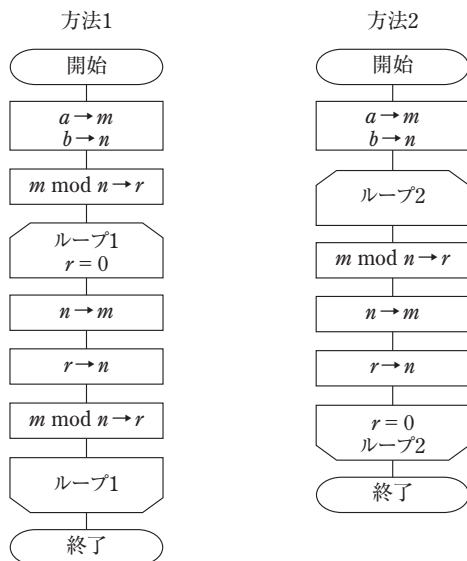 方法1
開始
a → m
b → n
m mod n → r
ループ1
r = 0
n → m
r → n
m mod n → r
ループ1
終了
方法2
開始
a → m
b → n
ループ2
m mod n → r
n → m
r → n
r = 0
ループ2
終了